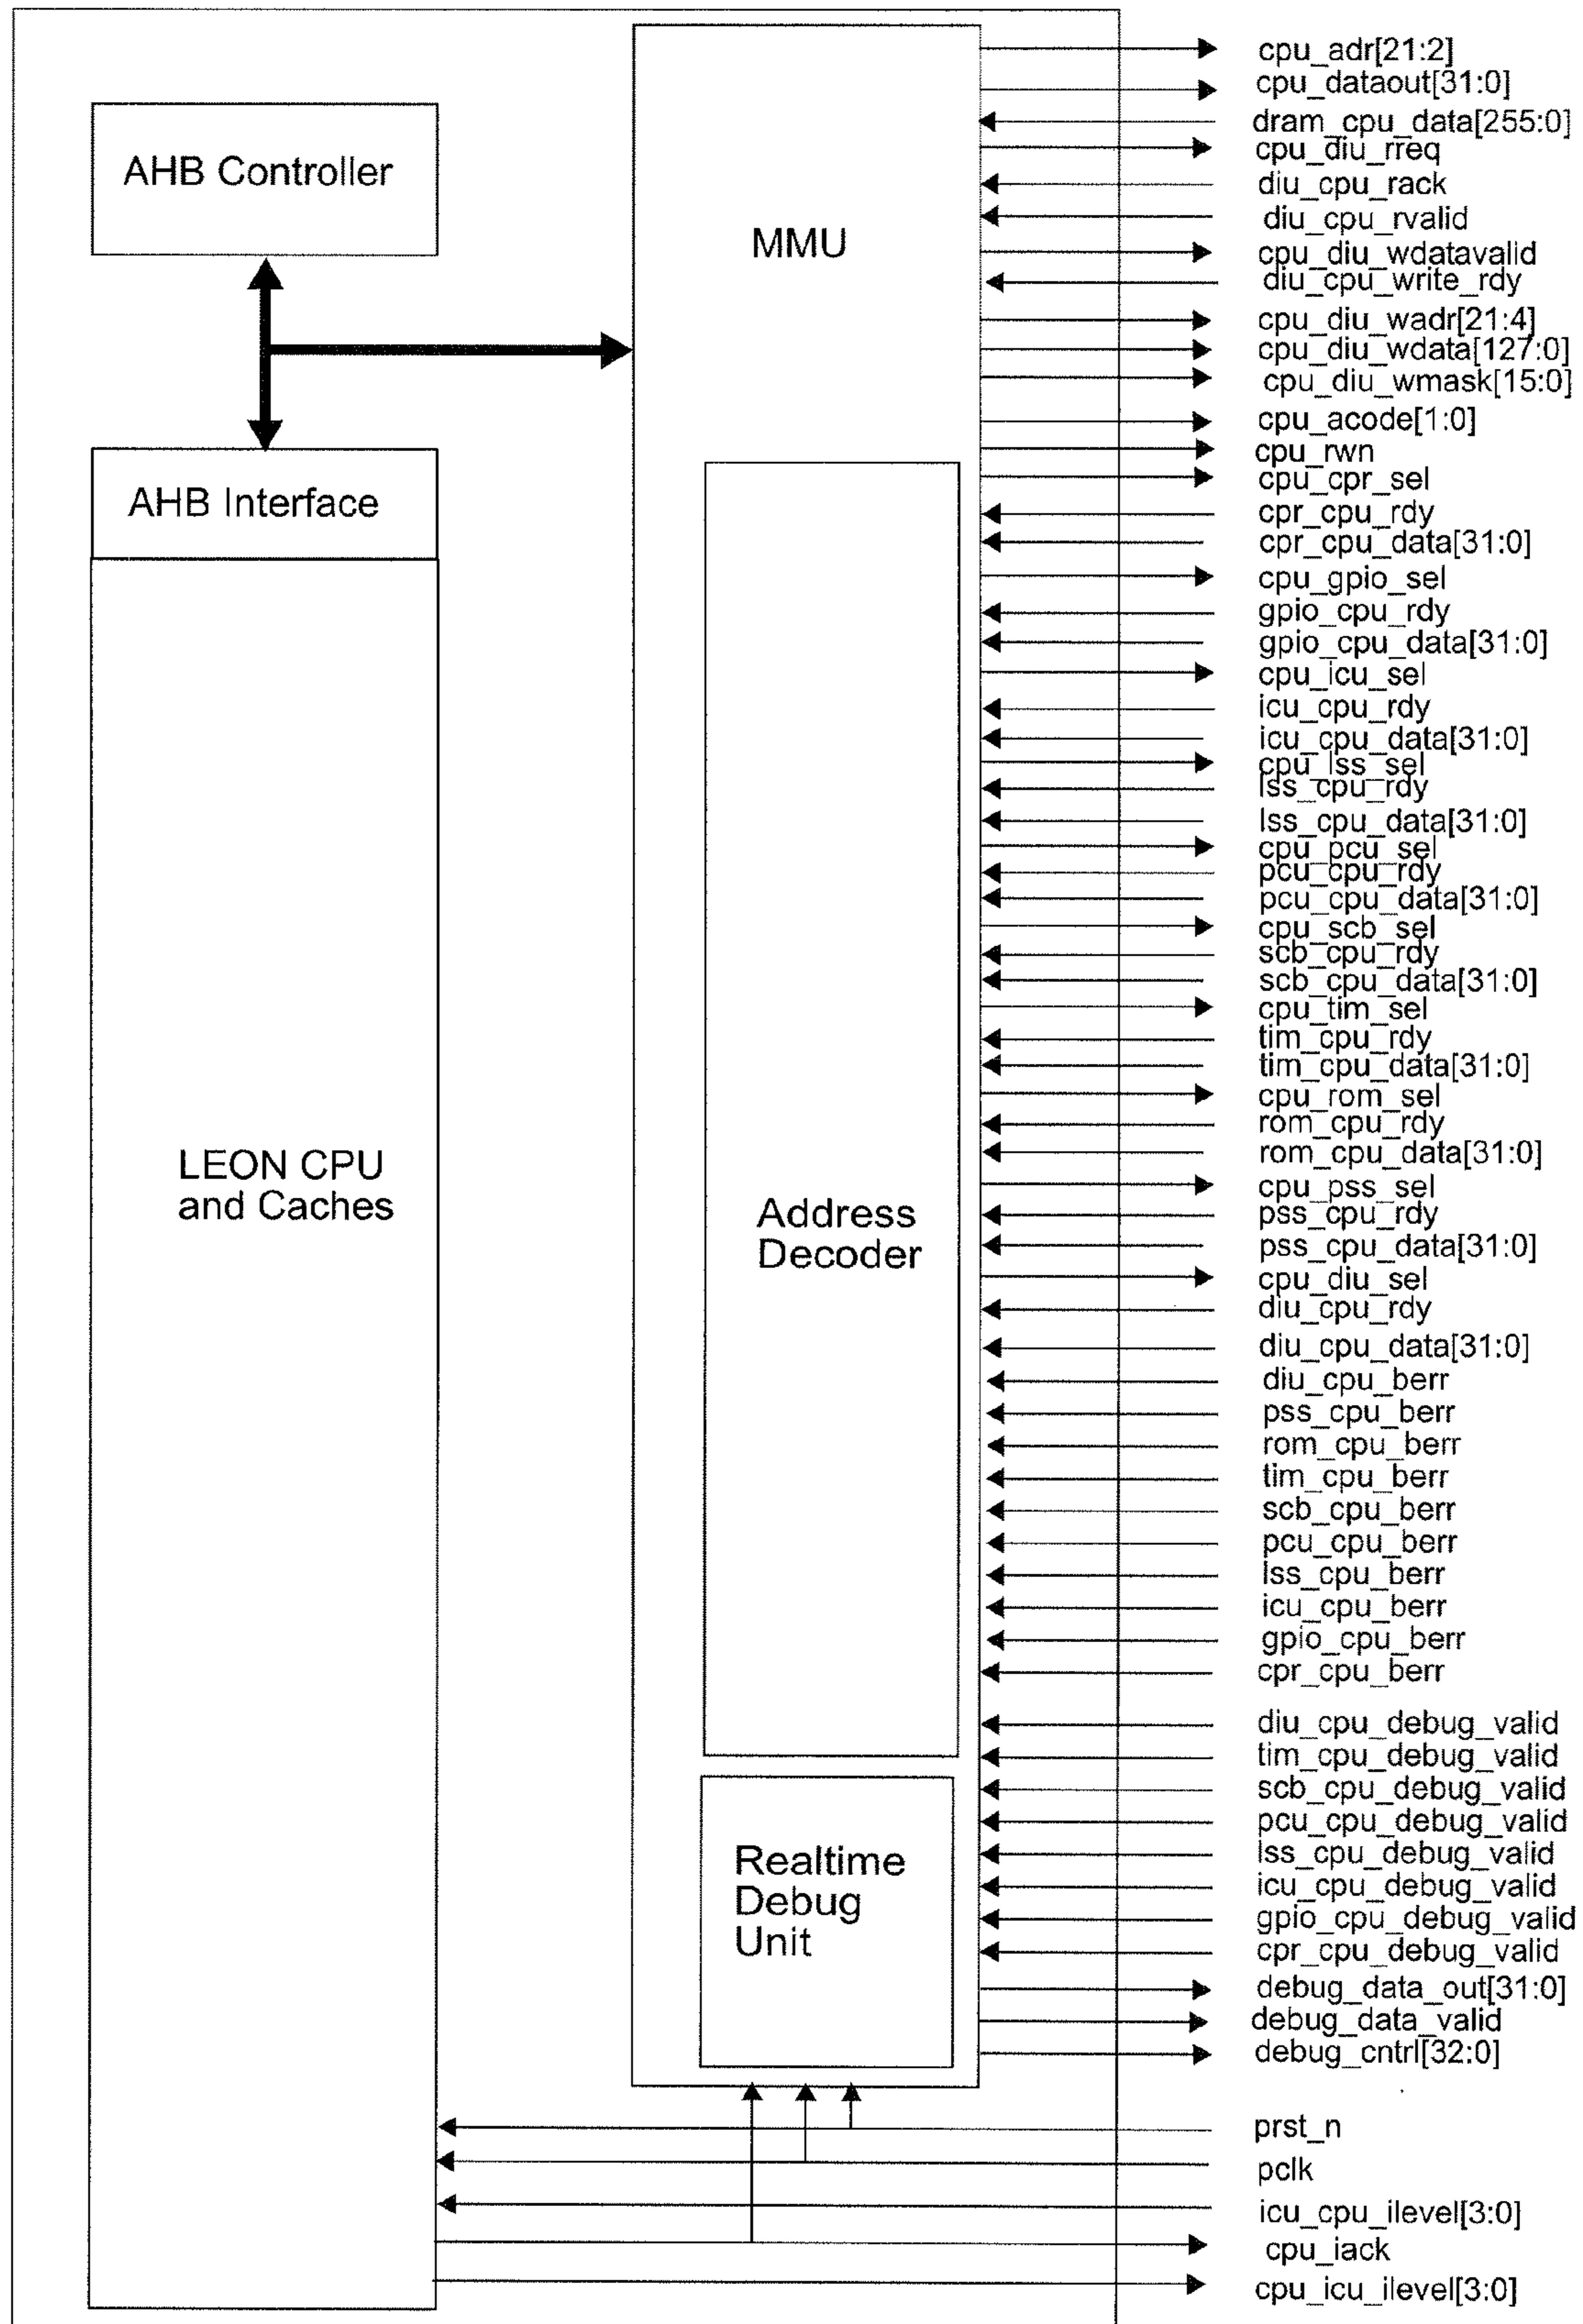 AHB Controller
AHB Interface
LEON CPU
and Caches
MMU
Address
Decoder
Realtime
Debug
Unit
cpu_adr[21:2]
cpu_dataout[31:0]
dram_cpu_data[255:0]
cpu_diu_rreq
diu_cpu_rack
diu_cpu_rvalid
cpu_diu_wdatavalid
diu_cpu_write_rdy
cpu_diu_wadr[21:4]
cpu_diu_wdata[127:0]
cpu_diu_wmask[15:0]
cpu_acode[1:0]
cpu_rwn
cpu_cpr_sel
cpr_cpu_rdy
cpr_cpu_data[31:0]
cpu_gpio_sel
gpio_cpu_rdy
gpio_cpu_data[31:0]
cpu_icu_sel
icu_cpu_rdy
icu_cpu_data[31:0]
cpu_lss_sel
lss_cpu_rdy
lss_cpu_data[31:0]
cpu_pcu_sel
pcu_cpu_rdy
pcu_cpu_data[31:0]
cpu_scb_sel
scb_cpu_rdy
scb_cpu_data[31:0]
cpu_tim_sel
tim_cpu_rdy
tim_cpu_data[31:0]
cpu_rom_sel
rom_cpu_rdy
rom_cpu_data[31:0]
cpu_pss_sel
pss_cpu_rdy
pss_cpu_data[31:0]
cpu_diu_sel
diu_cpu_rdy
diu_cpu_data[31:0]
diu_cpu_berr
pss_cpu_berr
rom_cpu_berr
tim_cpu_berr
scb_cpu_berr
pcu_cpu_berr
lss_cpu_berr
icu_cpu_berr
gpio_cpu_berr
cpr_cpu_berr
diu_cpu_debug_valid
tim_cpu_debug_valid
scb_cpu_debug_valid
pcu_cpu_debug_valid
lss_cpu_debug_valid
icu_cpu_debug_valid
gpio_cpu_debug_valid
cpr_cpu_debug_valid
debug_data_out[31:0]
debug_data_valid
debug_cntrl[32:0]
prst_n
pclk
icu_cpu_ilevel[3:0]
cpu_iack
cpu_icu_ilevel[3:0]